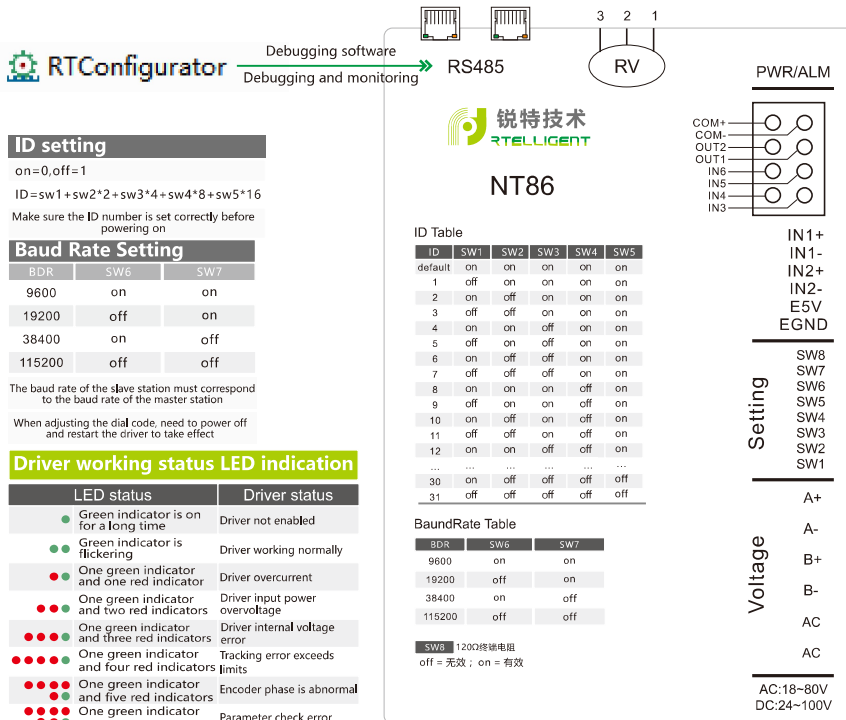 RTConfigurator
Debugging software
Debugging and monitoring
ID setting
on=0,off=1
ID=sw1+sw2*2+sw3*4+sw4*8+sw5*16
Make sure the ID number is set correctly before
powering on
Baud Rate Setting
BDR SW6 SW7
9600 on on
19200 off on
38400 on off
115200 off off
The baud rate of the slave station must correspond
to the baud rate of the master station
When adjusting the dial code, need to power off
and restart the driver to take effect
Driver working status LED indication
LED status Driver status
Green indicator is on
for a long time
Driver not enabled
Green indicator is
flickering
Driver working normally
One green indicator
and one red indicator
Driver overcurrent
One green indicator
and two red indicators
Driver input power
overvoltage
One green indicator
and three red indicators
Driver internal voltage
error
One green indicator
and four red indicators
Tracking error exceeds
limits
One green indicator
and five red indicators
Encoder phase is abnormal
One green indicator
Parameter check error
RS485
3 2 1
RV
锐特技术
RTELLIGENT
NT86
ID Table
ID SW1 SW2 SW3 SW4 SW5
default on on on on on
1 off on on on on
2 on off on on on
3 off off on on on
4 on on off on on
5 off on off on on
6 on off off on on
7 off off off on on
8 on on on off on
9 off on on off on
10 on off on off on
11 off off on off on
12 on on off off on
... ... ... ... ... ...
30 on off off off off
31 off off off off off
BaundRate Table
BDR SW6 SW7
9600 on on
19200 off on
38400 on off
115200 off off
SW8 120Ω终端电阻
off = 无效； on = 有效
PWR/ALM
COM+
COM-
OUT2
OUT1
IN6
IN5
IN4
IN3
IN1+
IN1-
IN2+
IN2-
E5V
EGND
Setting
SW8
SW7
SW6
SW5
SW4
SW3
SW2
SW1
Voltage
A+
A-
B+
B-
AC
AC
AC:18~80V
DC:24~100V